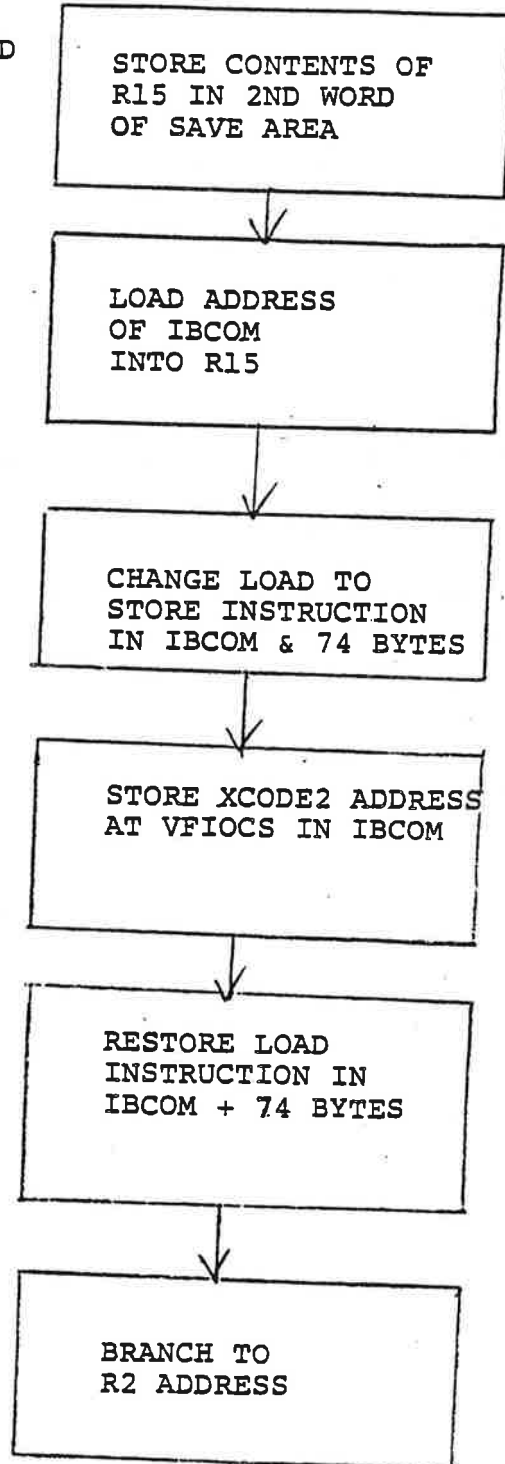 D
STORE CONTENTS OF
R15 IN 2ND WORD
OF SAVE AREA
LOAD ADDRESS
OF IBCOM
INTO R15
CHANGE LOAD TO
STORE INSTRUCTION
IN IBCOM & 74 BYTES
STORE XCODE2 ADDRESS
AT VFIOCS IN IBCOM
RESTORE LOAD
INSTRUCTION IN
IBCOM + 74 BYTES
BRANCH TO
R2 ADDRESS